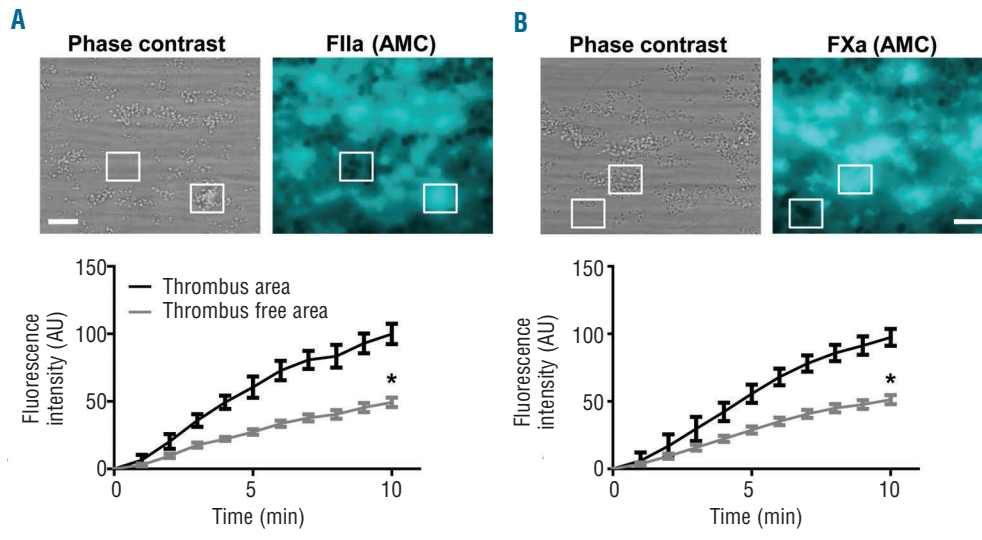 A
Phase contrast
FIIa (AMC)
150
100
50
0
Fluorescence
intensity (AU)
Thrombus area
Thrombus free area
*
0
5
10
Time (min)
B
Phase contrast
FXa (AMC)
150
100
50
0
Fluorescence
intensity (AU)
*
0
5
10
Time (min)